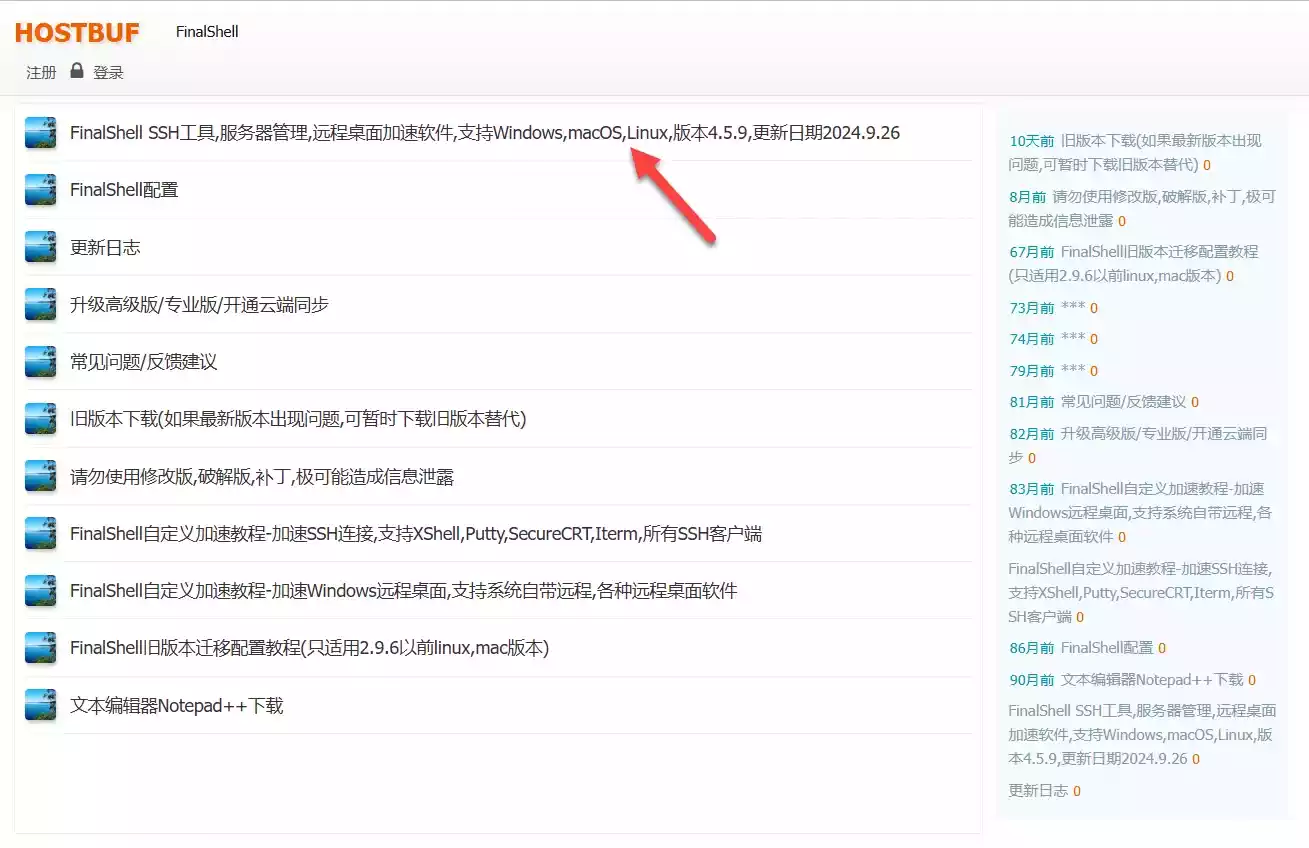 HOSTBUF
FinalShell
注册 登录
FinalShell SSH工具,服务器管理,远程桌面加速软件,支持Windows,macOS,Linux,版本4.5.9,更新日期2024.9.26
FinalShell配置
更新日志
升级高级版/专业版/开通云端同步
常见问题/反馈建议
旧版本下载(如果最新版本出现问题,可暂时下载旧版本替代)
请勿使用修改版,破解版,补丁,极可能造成信息泄露
FinalShell自定义加速教程-加速SSH连接,支持XShell,Putty,SecureCRT,Iterm,所有SSH客户端
FinalShell自定义加速教程-加速Windows远程桌面,支持系统自带远程,各种远程桌面软件
FinalShell旧版本迁移配置教程(只适用2.9.6以前linux,mac版本)
文本编辑器Notepad++下载
10天前 旧版本下载(如果最新版本出现
问题,可暂时下载旧版本替代) 0
8月前 请勿使用修改版,破解版,补丁,极可
能造成信息泄露 0
67月前 FinalShell旧版本迁移配置教程
(只适用2.9.6以前linux,mac版本) 0
73月前 *** 0
74月前 *** 0
79月前 *** 0
81月前 常见问题/反馈建议 0
82月前 升级高级版/专业版/开通云端同
步 0
83月前 FinalShell自定义加速教程-加速
Windows远程桌面,支持系统自带远程,各
种远程桌面软件 0
FinalShell自定义加速教程-加速SSH连接,
支持XShell,Putty,SecureCRT,Iterm,所有S
SH客户端 0
86月前 FinalShell配置 0
90月前 文本编辑器Notepad++下载 0
FinalShell SSH工具,服务器管理,远程桌面
加速软件,支持Windows,macOS,Linux,版
本4.5.9,更新日期2024.9.26 0
更新日志 0